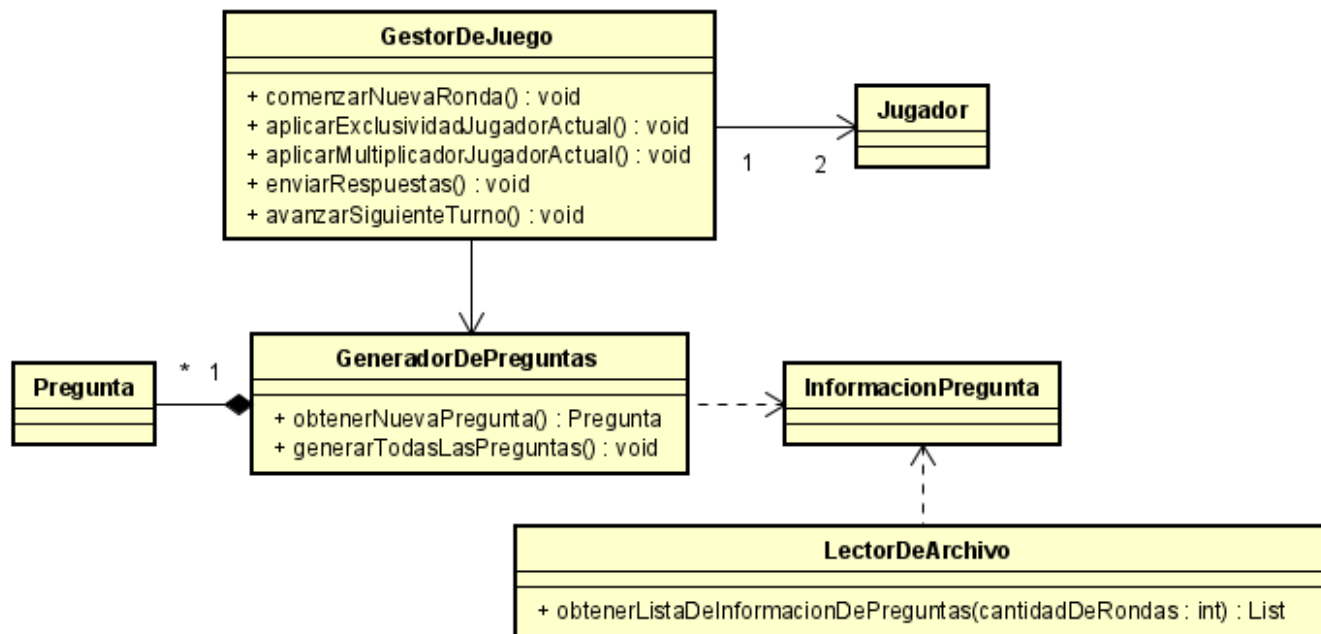 GestorDeJuego
+ comenzarNuevaRonda() : void
+ aplicarExclusividadJugadorActual() : void
+ aplicarMultiplicadorJugadorActual() : void
+ enviarRespuestas() : void
+ avanzarSiguienteTurno() : void
1
2
Jugador
Pregunta
*
1
GeneradorDePreguntas
+ obtenerNuevaPregunta() : Pregunta
+ generarTodasLasPreguntas() : void
InformacionPregunta
LectorDeArchivo
+ obtenerListaDeInformacionDePreguntas(cantidadDeRondas : int) : List